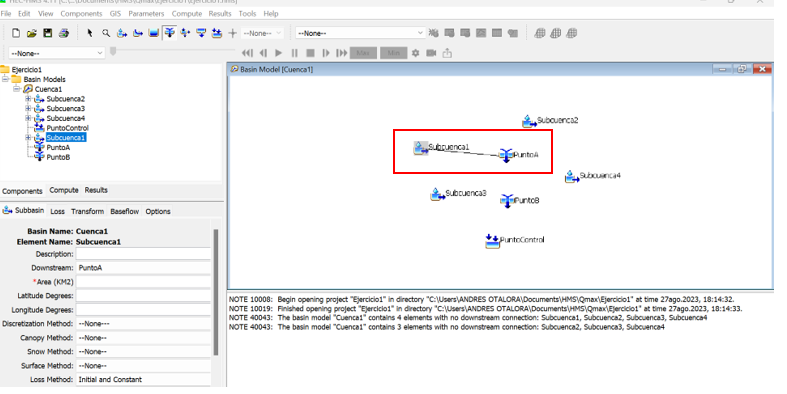 HEC-HMS 4.11 [C:\...\Documents\HMS\Qmax\Ejercicio1\Ejercicio1.hms]
File Edit View Components GIS Parameters Compute Results Tools Help
--None--
--None--
--None--
Ejercicio1
Basin Models
Cuenca1
Subcuenca2
Subcuenca3
Subcuenca4
PuntoControl
Subcuenca1
PuntoA
PuntoB
Components Compute Results
Subbasin Loss Transform Baseflow Options
Basin Name: Cuenca1
Element Name: Subcuenca1
Description:
Downstream: PuntoA
*Area (KM2)
Latitude Degrees:
Longitude Degrees:
Discretization Method: --None--
Canopy Method: --None--
Snow Method: --None--
Surface Method: --None--
Loss Method: Initial and Constant
Basin Model [Cuenca1]
Subcuenca2
Subcuenca1
PuntoA
Subcuenca4
Subcuenca3
PuntoB
PuntoControl
NOTE 10008: Begin opening project "Ejercicio1" in directory "C:\Users\ANDRES OTALORA\Documents\HMS\Qmax\Ejercicio1" at time 27ago.2023, 18:14:32.
NOTE 10019: Finished opening project "Ejercicio1" in directory "C:\Users\ANDRES OTALORA\Documents\HMS\Qmax\Ejercicio1" at time 27ago.2023, 18:14:33.
NOTE 40043: The basin model "Cuenca1" contains 4 elements with no downstream connection: Subcuenca1, Subcuenca2, Subcuenca3, Subcuenca4
NOTE 40043: The basin model "Cuenca1" contains 3 elements with no downstream connection: Subcuenca2, Subcuenca3, Subcuenca4